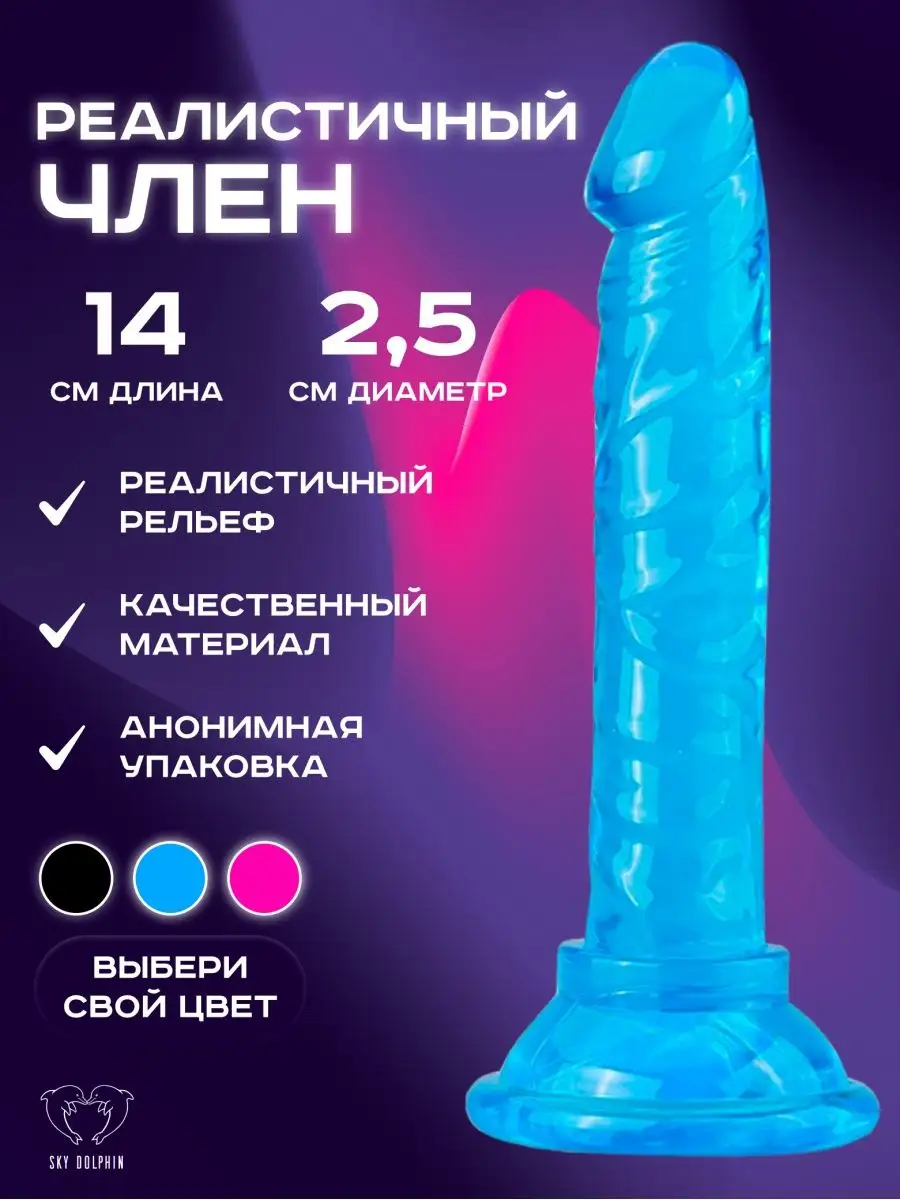 РЕАЛИСТИЧНЫЙ
ЧЛЕН
14
СМ ДЛИНА
2,5
СМ ДИАМЕТР
РЕАЛИСТИЧНЫЙ
РЕЛЬЕФ
КАЧЕСТВЕННЫЙ
МАТЕРИАЛ
АНОНИМНАЯ
УПАКОВКА
ВЫБЕРИ
СВОЙ ЦВЕТ
SKY DOLPHIN